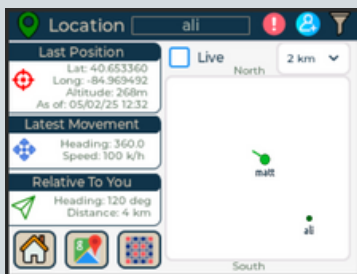 Location
ali
Last Position
Lat: 40.653360
Long: -84.969492
Altitude: 268m
As of: 05/02/25 12:32
Latest Movement
Heading: 360.0
Speed: 100 k/h
Relative To You
Heading: 120 deg
Distance: 4 km
Live
2 km
North
matt
ali
South